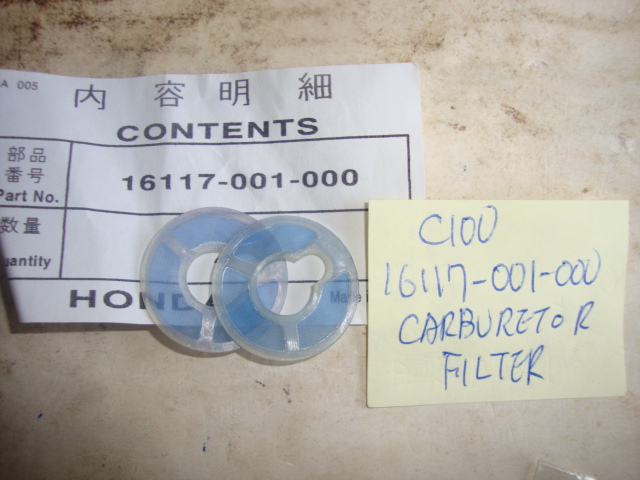 A 005
内容明細
CONTENTS
部品
番号
Part No.
16117-001-000
数量
HONDA
Made
C100
16117-001-000
CARBURETOR
FILTER